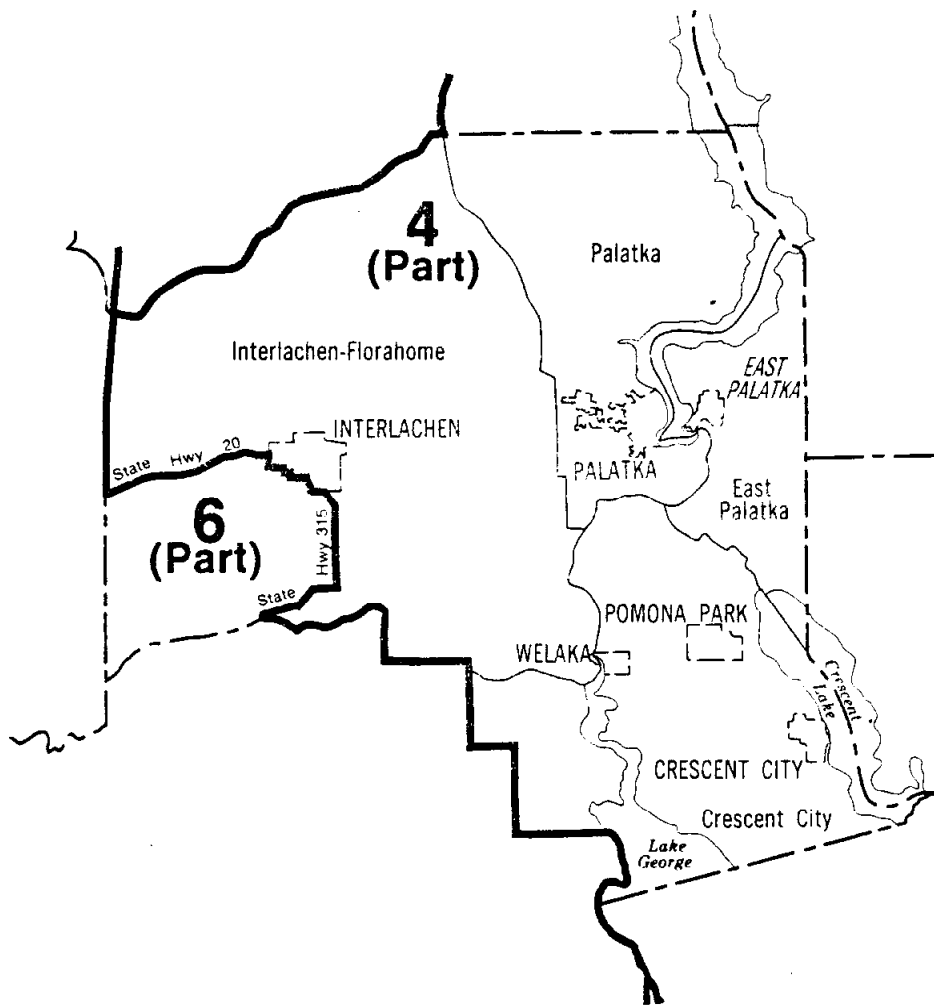 4
(Part)
Palatka
Interlachen-Florahome
EAST
PALATKA
INTERLACHEN
State Hwy 20
PALATKA
East
Palatka
6
(Part)
Hwy 315
State
POMONA PARK
WELAKA
Crescent
Lake
CRESCENT CITY
Crescent City
Lake
George